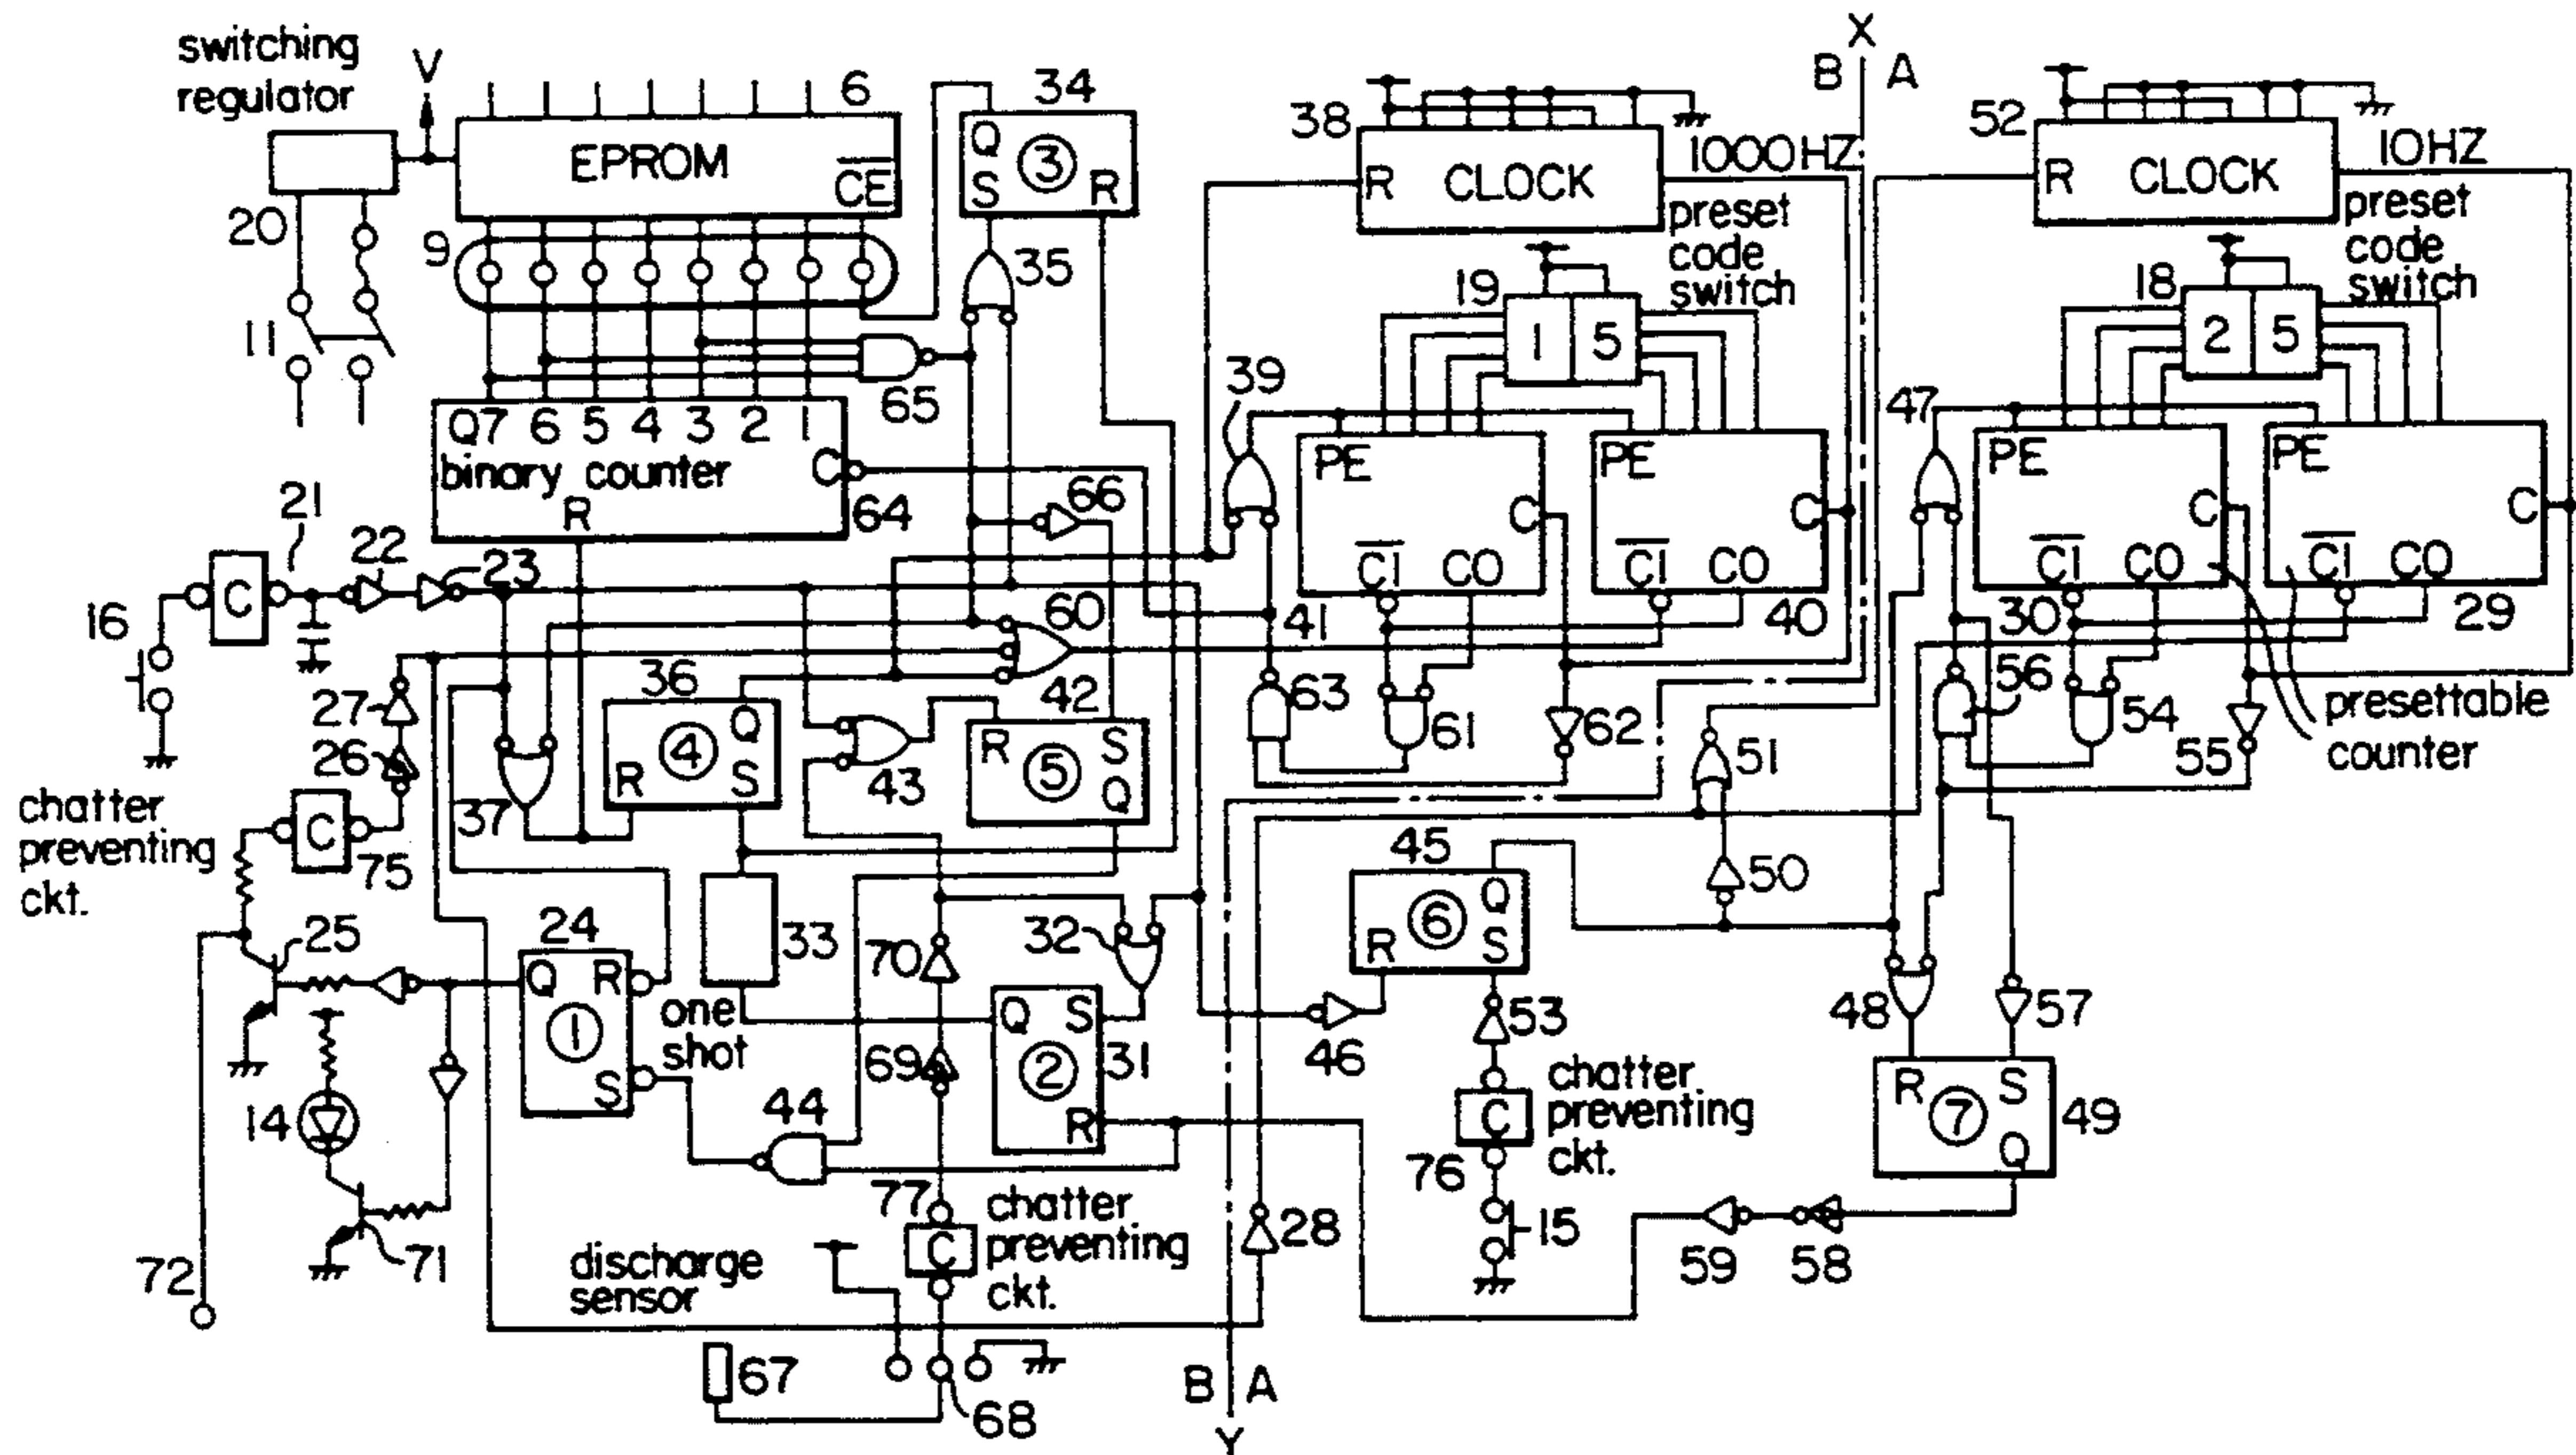 switching
regulator
V
6
EPROM
CE
20
9
11
34
Q
③
S
R
35
65
Q7 6 5 4 3 2 1
binary counter
C
R
64
66
21
22
23
C
16
60
27
26
chatter
preventing
ckt.
C
75
37
36
Q
④
R
S
43
42
R
S
⑤
Q
25
24
Q
R
①
S
one
shot
33
70
32
Q
S
②
R
31
69
44
14
71
72
77
C
chatter
preventing
ckt.
discharge
sensor
67
68
28
X
B
A
B
A
Y
38
R
CLOCK
1000HZ
preset
code
switch
19
1
5
39
PE
C
CI
CO
41
PE
C
CI
CO
40
63
61
62
52
R
CLOCK
10HZ
preset
code
switch
18
2
5
47
PE
C
CI
CO
30
PE
C
CI
CO
29
56
54
55
presettable
counter
51
50
45
Q
⑥
R
S
46
53
C
chatter
preventing
ckt.
76
15
48
57
R
S
⑦
Q
49
59
58